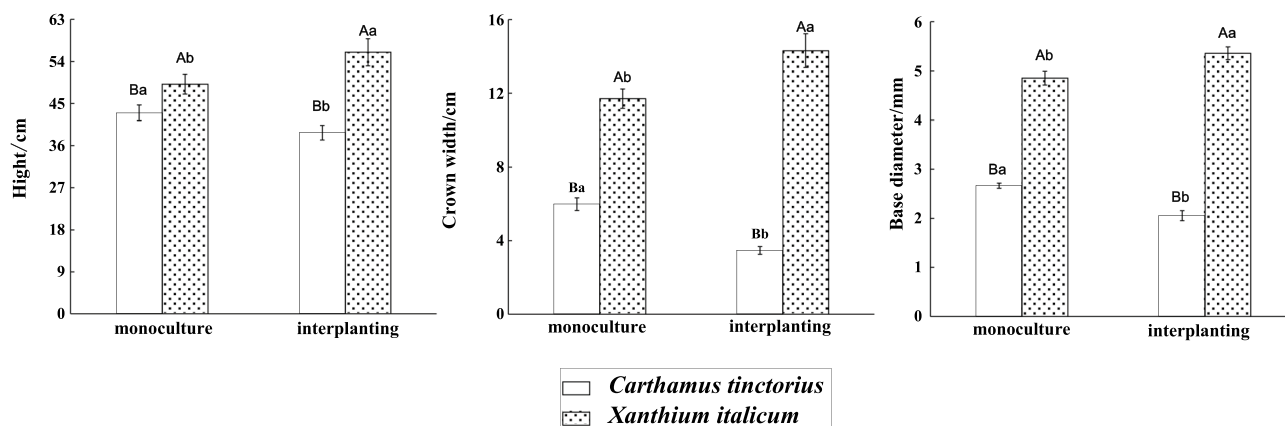 Hight/cm
63
54
45
36
27
18
9
0
Ba
Ab
Bb
Aa
monoculture
interplanting
Crown width/cm
16
12
8
4
0
Ba
Ab
Bb
Aa
monoculture
interplanting
Base diameter/mm
6
5
4
3
2
1
0
Ba
Ab
Bb
Aa
monoculture
interplanting
Carthamus tinctorius
Xanthium italicum